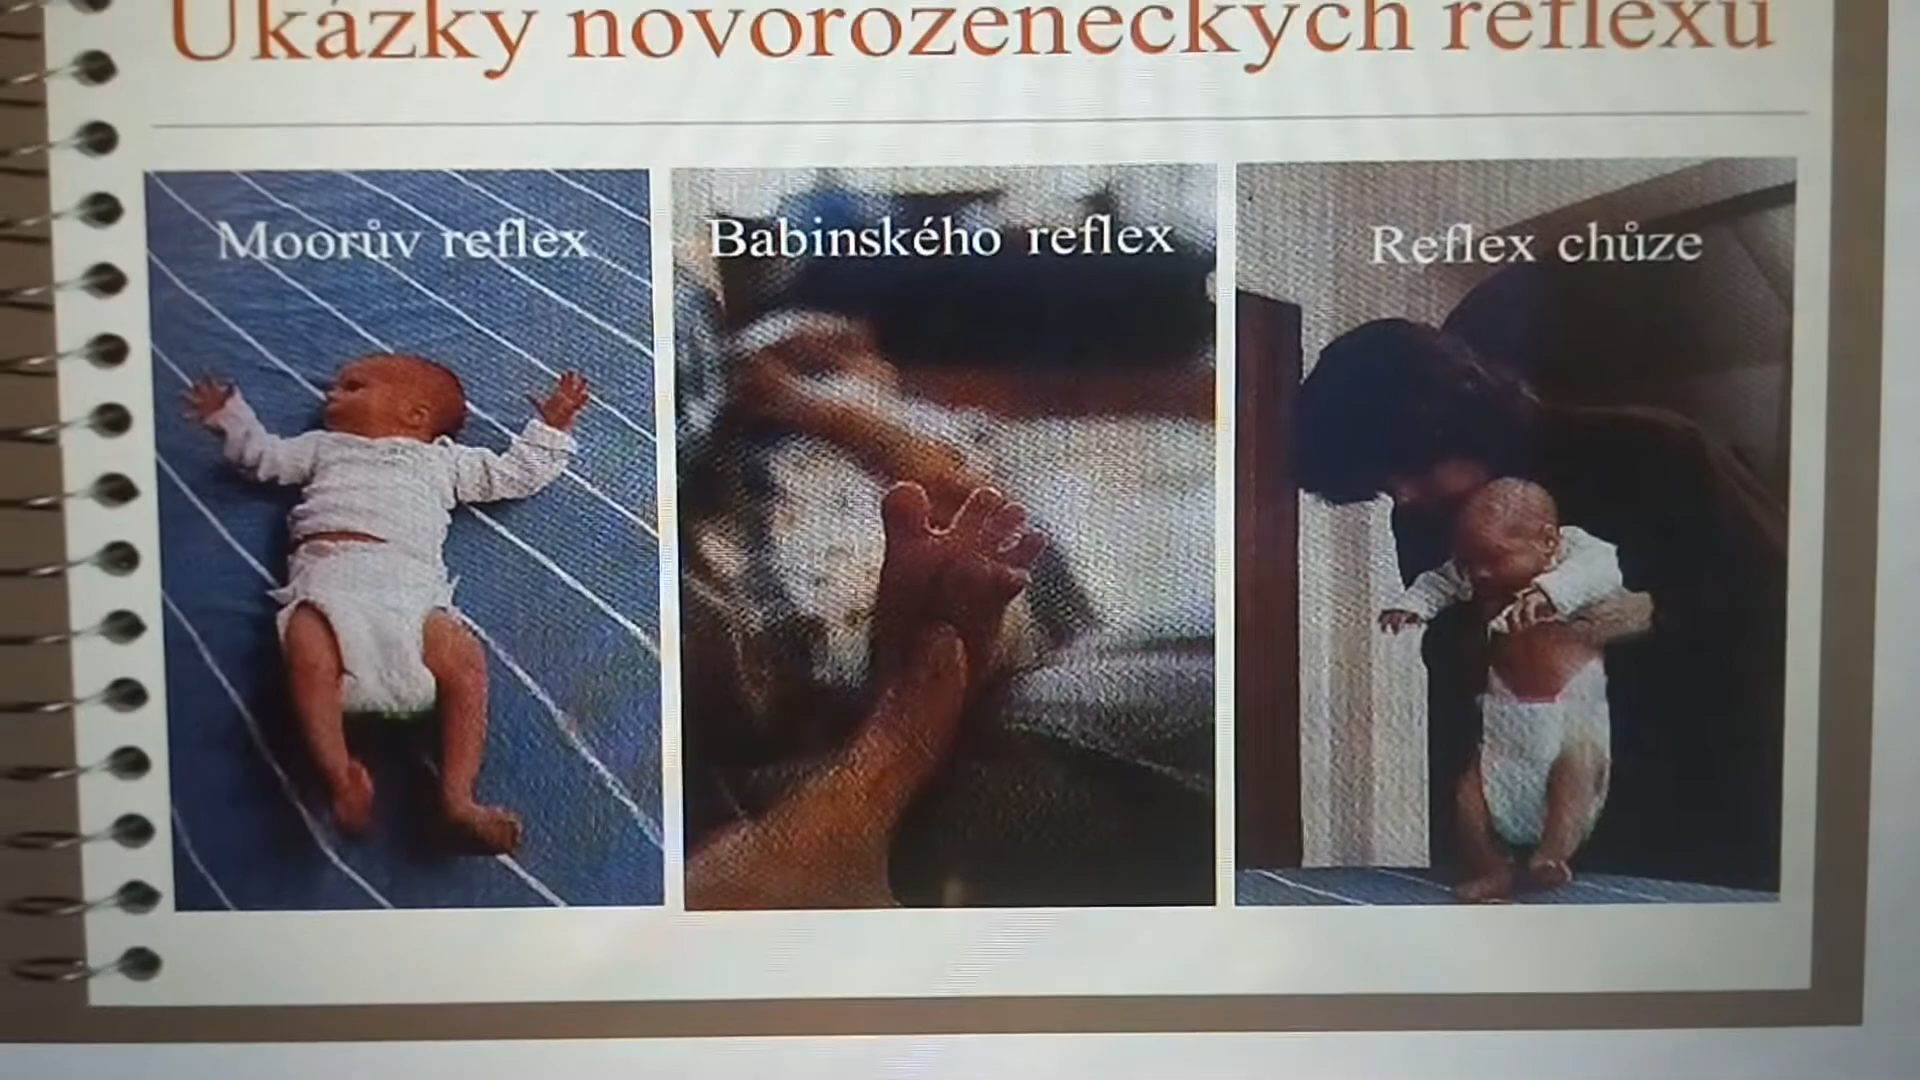 Ukázky novorozeneckých reflexů
Moorův reflex
Babinského reflex
Reflex chůze